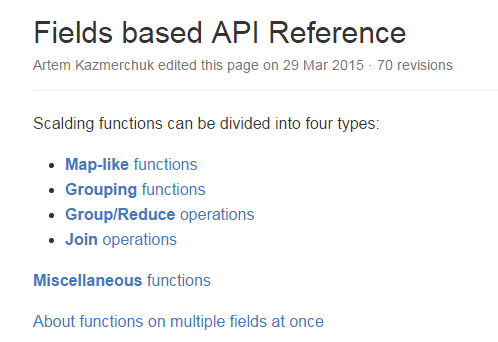 Fields based API Reference
Artem Kazmerchuk edited this page on 29 Mar 2015 · 70 revisions
Scalding functions can be divided into four types:
• Map-like functions
• Grouping functions
• Group/Reduce operations
• Join operations
Miscellaneous functions
About functions on multiple fields at once